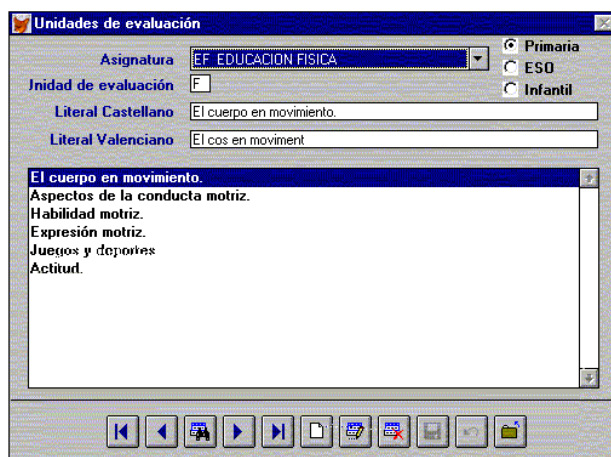 Unidades de evaluación
Asignatura EF EDUCACION FISICA
Primaria
ESO
Infantil
Jnidad de evaluación F
Literal Castellano El cuerpo en movimiento.
Literal Valenciano El cos en moviment
El cuerpo en movimiento.
Aspectos de la conducta motriz.
Habilidad motriz.
Expresión motriz.
Juegos y deportes
Actitud.